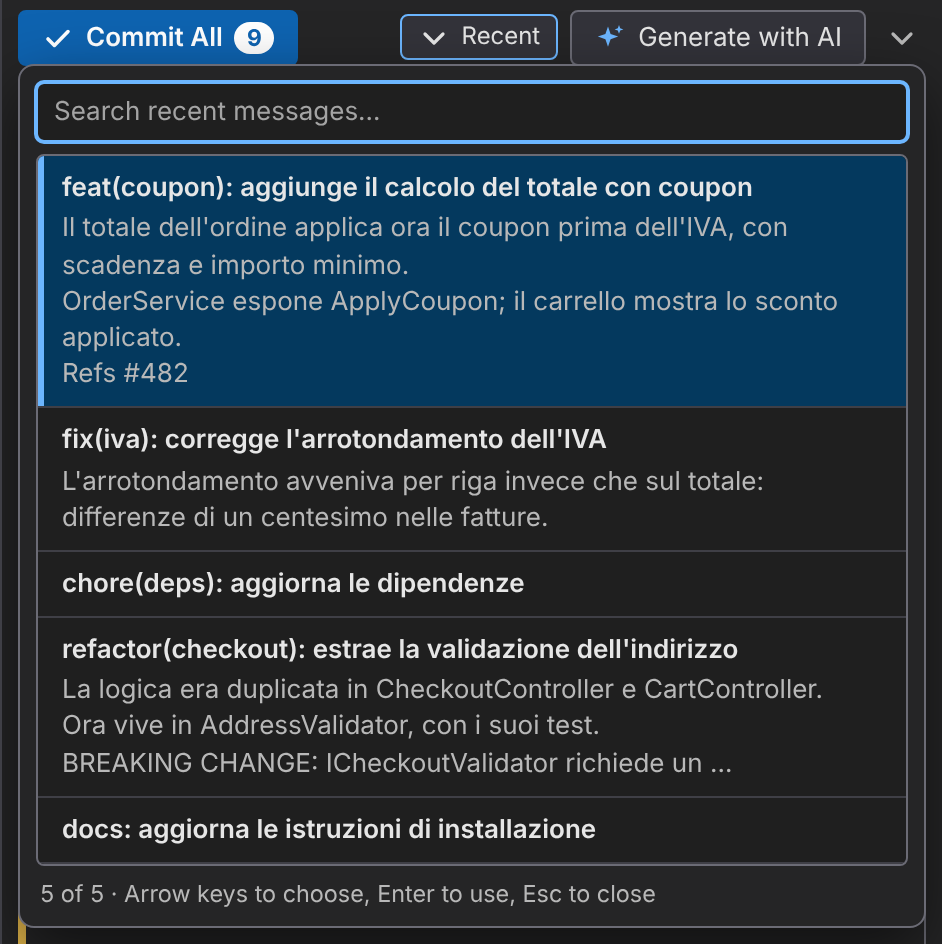 Commit All 9
Recent
Generate with AI
Search recent messages...
feat(coupon): aggiunge il calcolo del totale con coupon
Il totale dell'ordine applica ora il coupon prima dell'IVA, con
scadenza e importo minimo.
OrderService espone ApplyCoupon; il carrello mostra lo sconto
applicato.
Refs #482
fix(iva): corregge l'arrotondamento dell'IVA
L'arrotondamento avveniva per riga invece che sul totale:
differenze di un centesimo nelle fatture.
chore(deps): aggiorna le dipendenze
refactor(checkout): estrae la validazione dell'indirizzo
La logica era duplicata in CheckoutController e CartController.
Ora vive in AddressValidator, con i suoi test.
BREAKING CHANGE: ICheckoutValidator richiede un ...
docs: aggiorna le istruzioni di installazione
5 of 5 · Arrow keys to choose, Enter to use, Esc to close